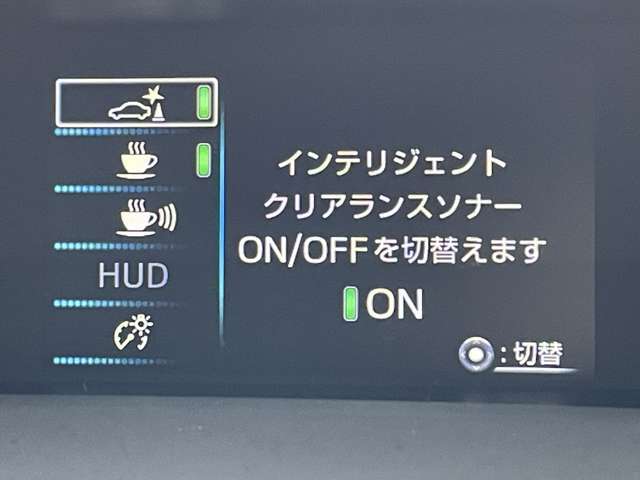 HUD
インテリジェント
クリアランスソナー
ON/OFFを切替えます
ON
:切替